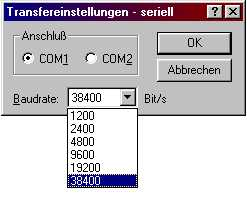 Transfereinstellungen - seriell
Anschluß
COM1 COM2
OK
Abbrechen
Baudrate: 38400 Bit/s
1200
2400
4800
9600
19200
38400